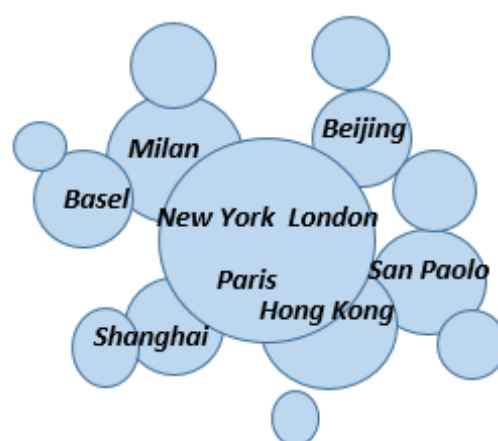 Beijing
Milan
Basel
New York London
San Paolo
Paris
Hong Kong
Shanghai